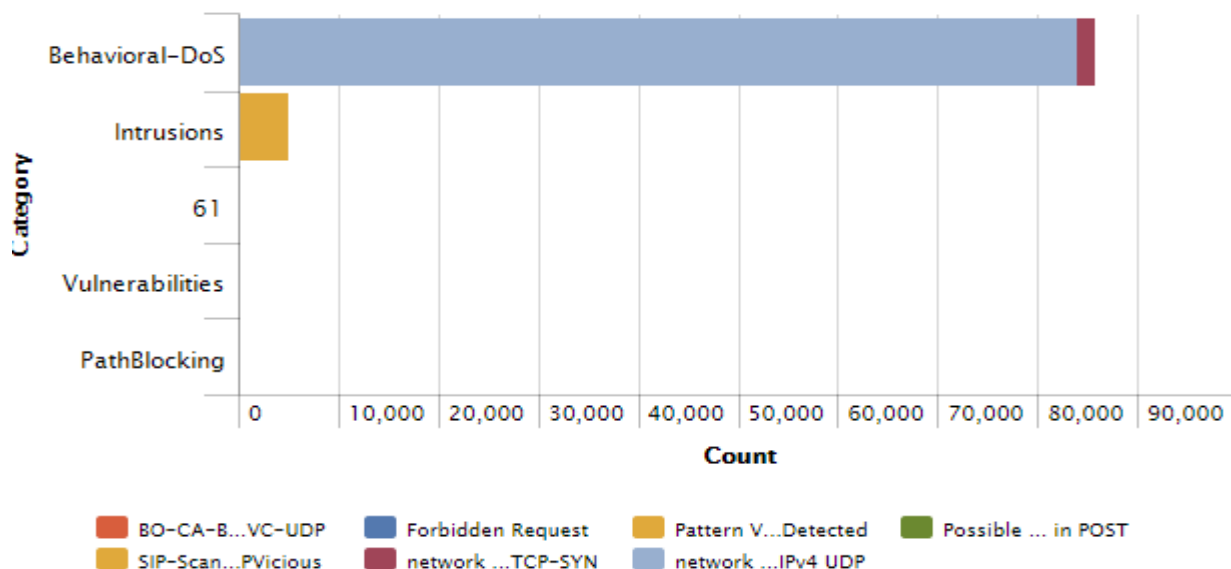 Behavioral-DoS
Intrusions
61
Vulnerabilities
PathBlocking
Category
0 10,000 20,000 30,000 40,000 50,000 60,000 70,000 80,000 90,000
Count
BO-CA-B...VC-UDP Forbidden Request Pattern V...Detected Possible ... in POST
SIP-Scan...PVicious network ...TCP-SYN network ...IPv4 UDP